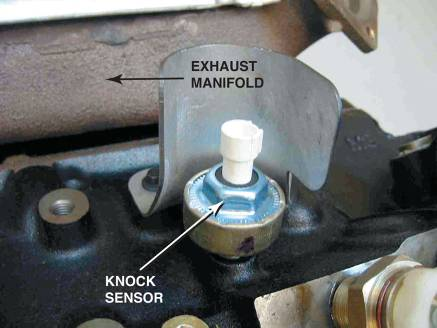 EXHAUST
MANIFOLD
KNOCK
SENSOR